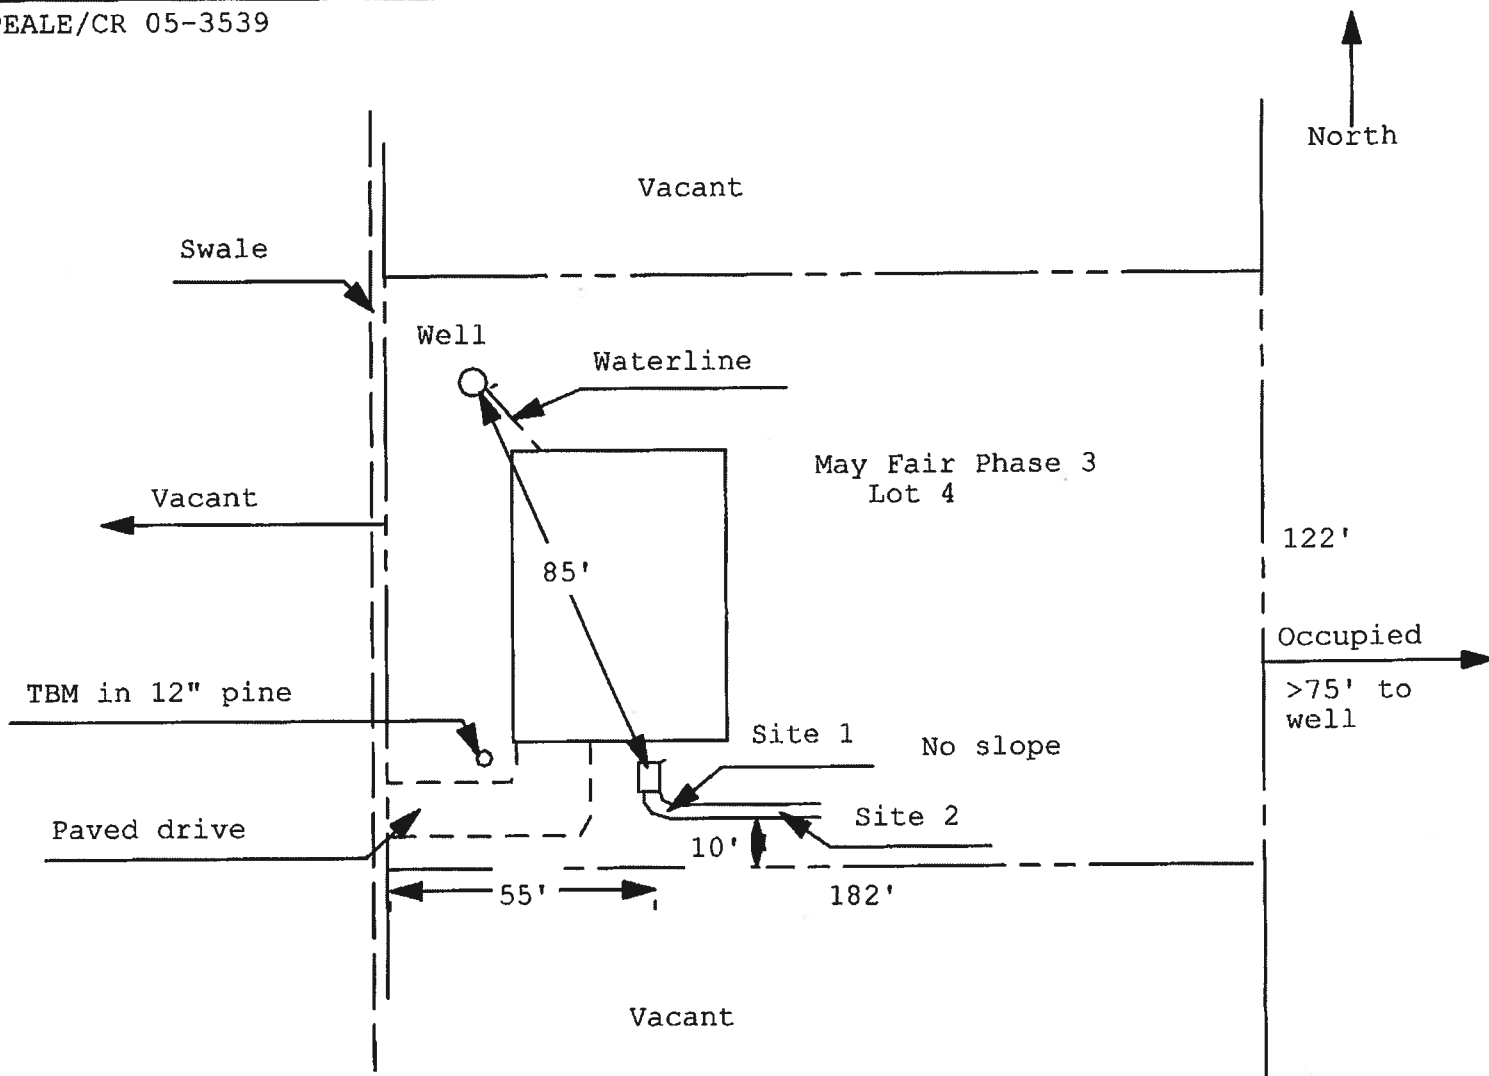 PEALE/CR 05-3539
North
Vacant
Swale
Well
Waterline
May Fair Phase 3
Lot 4
Vacant
122'
85'
Occupied
>75' to
well
TBM in 12" pine
Site 1
No slope
Site 2
Paved drive
10'
55'
182'
Vacant